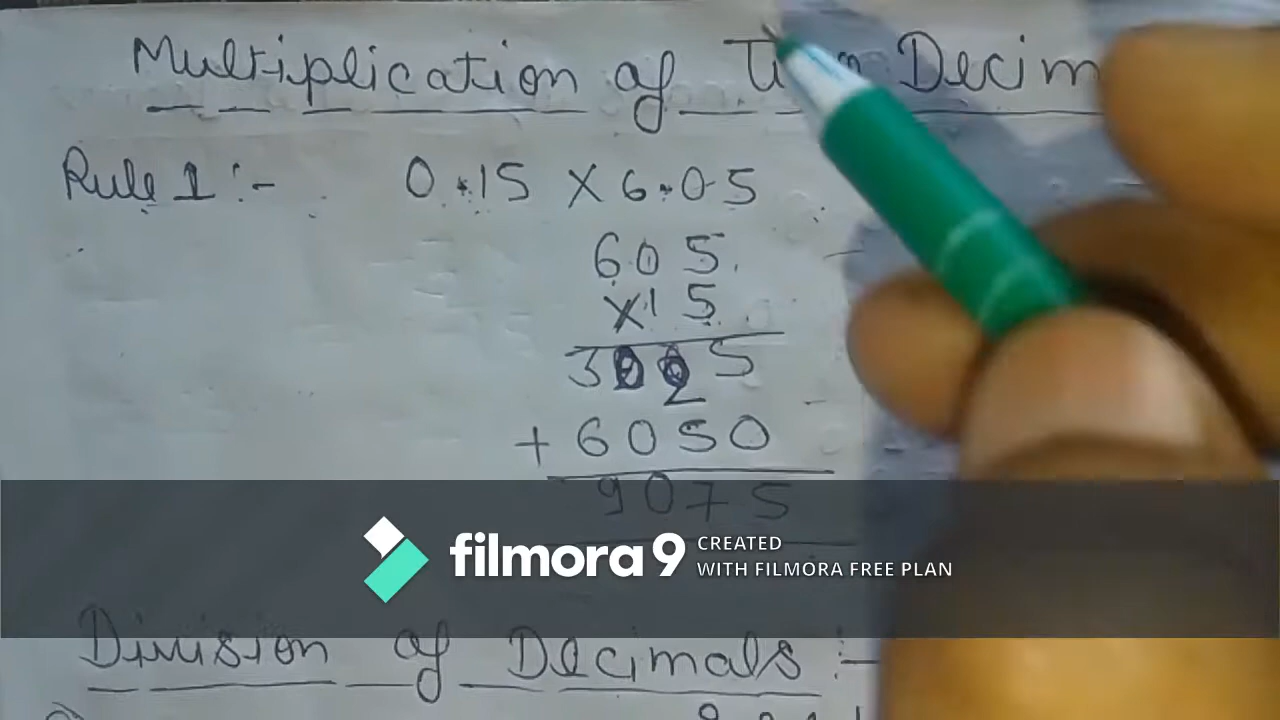 Multiplication of Decim
Rule 1 :- 0.15 X 6.05
605
X15
3025
+ 6050
9075
filmora 9 CREATED WITH FILMORA FREE PLAN
Division of Decimals :-